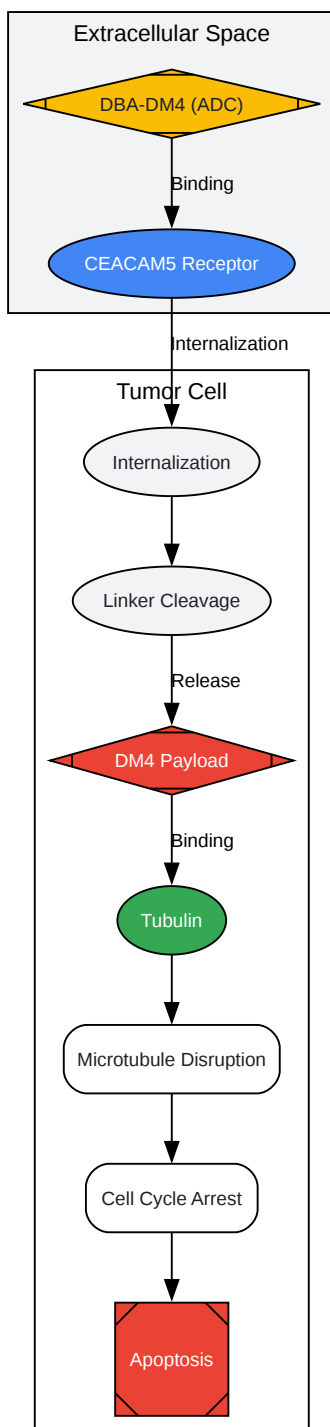 Extracellular Space
DBA-DM4 (ADC)
Binding
CEACAM5 Receptor
Internalization
Tumor Cell
Internalization
Linker Cleavage
Release
DM4 Payload
Binding
Tubulin
Microtubule Disruption
Cell Cycle Arrest
Apoptosis